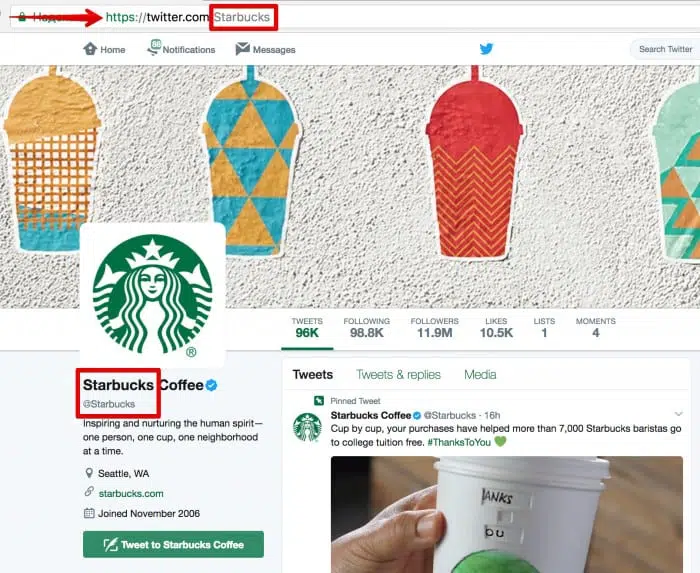 https://twitter.com Starbucks
Home
88
Notifications
Messages
Search Twitter
®
TWEETS
96K
FOLLOWING
98.8K
FOLLOWERS
11.9M
LIKES
10.5K
LISTS
1
MOMENTS
4
Starbucks Coffee
@Starbucks
Inspiring and nurturing the human spirit—
one person, one cup, one neighborhood
at a time.
Seattle, WA
starbucks.com
Joined November 2006
Tweet to Starbucks Coffee
Tweets
Tweets & replies
Media
Pinned Tweet
Starbucks Coffee @Starbucks · 16h
Cup by cup, your purchases have helped more than 7,000 Starbucks baristas go
to college tuition free. #ThanksToYou 💚
ANKS